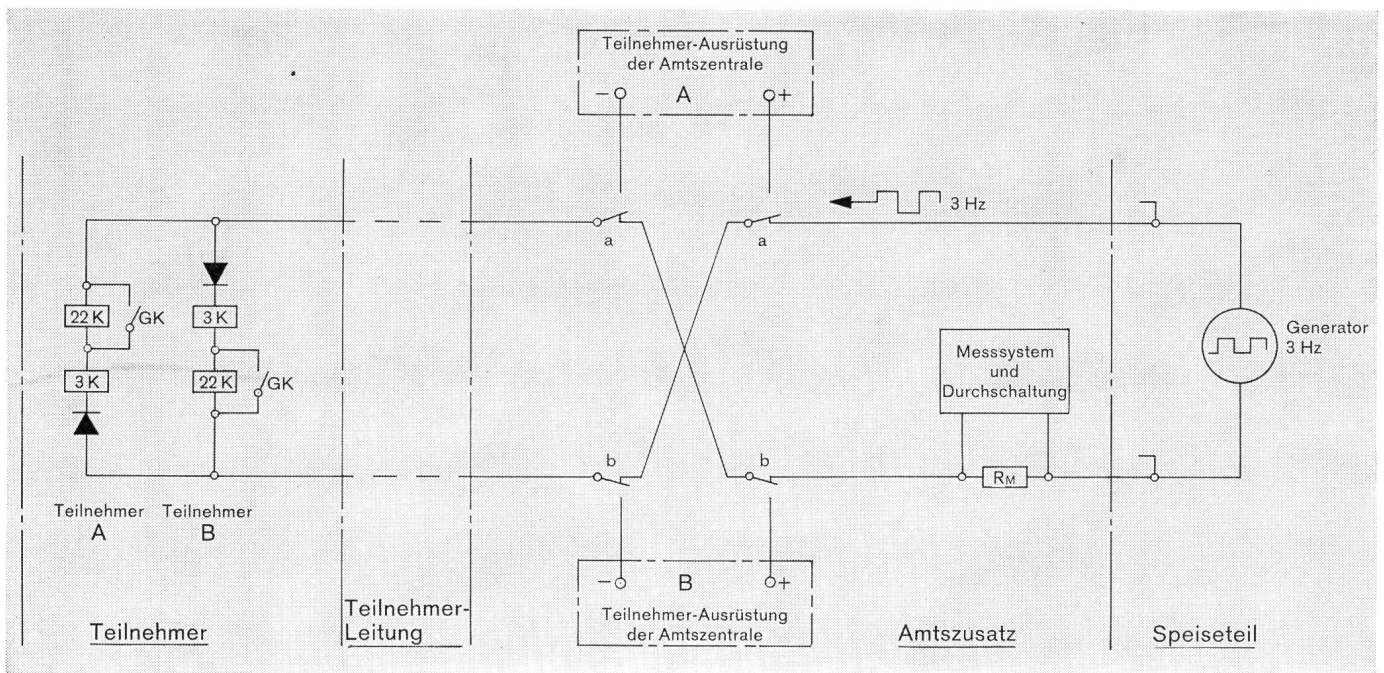 Teilnehmer-Ausrüstung
der Amtszentrale
− A +
a
a
3 Hz
22 K
GK
3 K
3 K
22 K
GK
Generator
3 Hz
Messsystem
und
Durchschaltung
b
b
RM
Teilnehmer
A
Teilnehmer
B
− B +
Teilnehmer-Ausrüstung
der Amtszentrale
Teilnehmer
Teilnehmer-
Leitung
Amtszusatz
Speiseteil